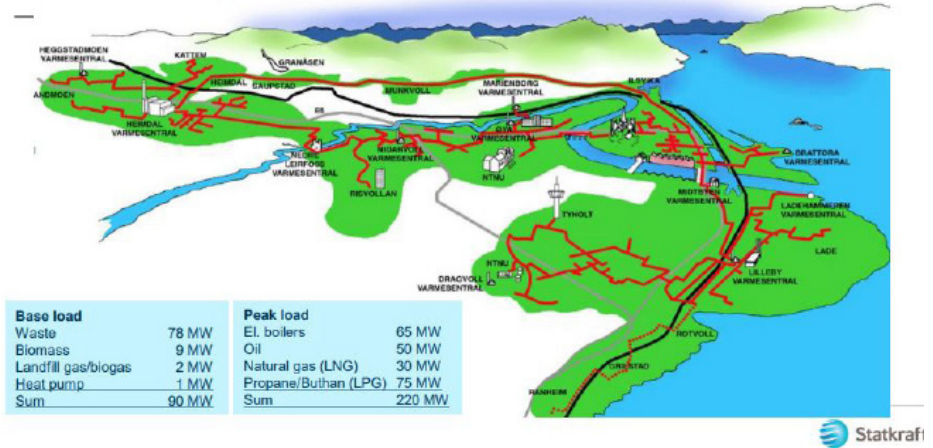 HEGGSTADMOEN
VARMESENTRAL
KATTEM
GRANÅSEN
HEIMDAL
SAUPSTAD
ANDMOEN
MUNKVOLL
MARIENBORG
VARMESENTRAL
ILSVIKA
E6
HEIMDAL
VARMESENTRAL
ØYA
VARMESENTRAL
NEDRE
LEIRFOSS
VARMESENTRAL
NIDARVOLL
VARMESENTRAL
NTNU
BRATTØRA
VARMESENTRAL
RISVOLLAN
MIDTBYEN
VARMESENTRAL
LADEHAMMEREN
VARMESENTRAL
TYHOLT
LADE
NTNU
DRAGVOLL
VARMESENTRAL
LILLEBY
VARMESENTRAL
ROTVOLL
RANHEIM
Base load
Waste 78 MW
Biomass 9 MW
Landfill gas/biogas 2 MW
Heat pump 1 MW
Sum 90 MW
Peak load
El. boilers 65 MW
Oil 50 MW
Natural gas (LNG) 30 MW
Propane/Buthan (LPG) 75 MW
Sum 220 MW
Statkraft